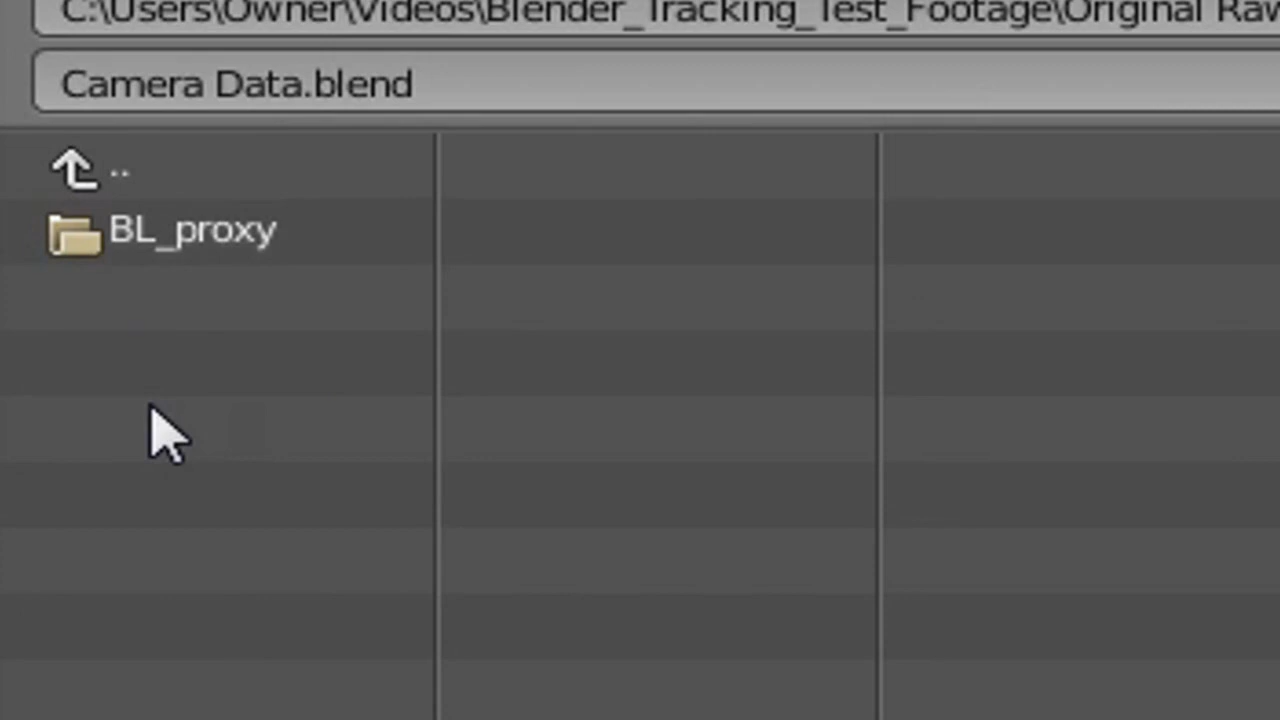 C:\Users\Owner\Videos\Blender_Tracking_Test_Footage\Original Raw
Camera Data.blend
..
BL_proxy